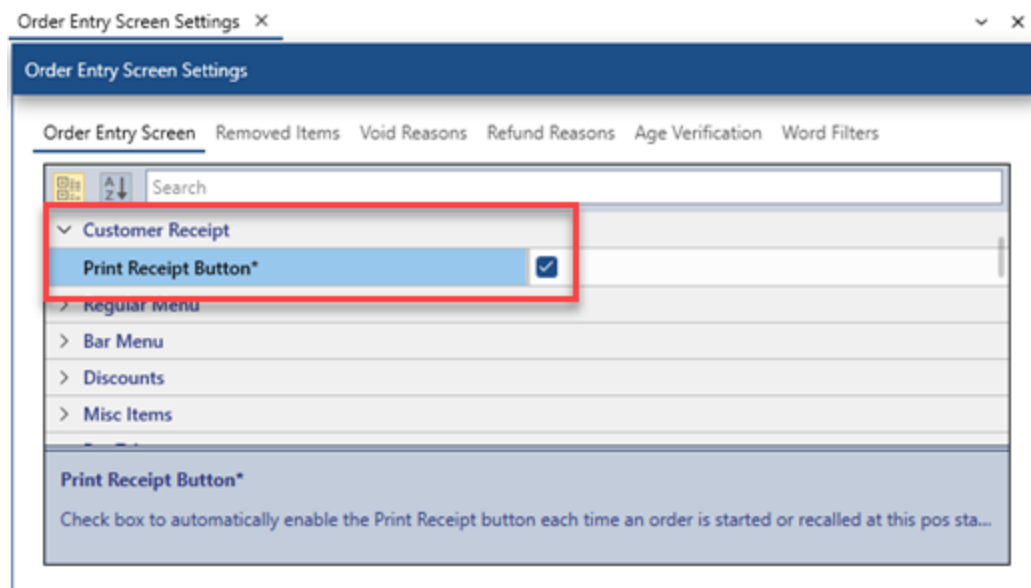 Order Entry Screen Settings
Order Entry Screen Settings
Order Entry Screen Removed Items Void Reasons Refund Reasons Age Verification Word Filters
Search
Customer Receipt
Print Receipt Button*
Regular Menu
Bar Menu
Discounts
Misc Items
Print Receipt Button*
Check box to automatically enable the Print Receipt button each time an order is started or recalled at this pos sta...